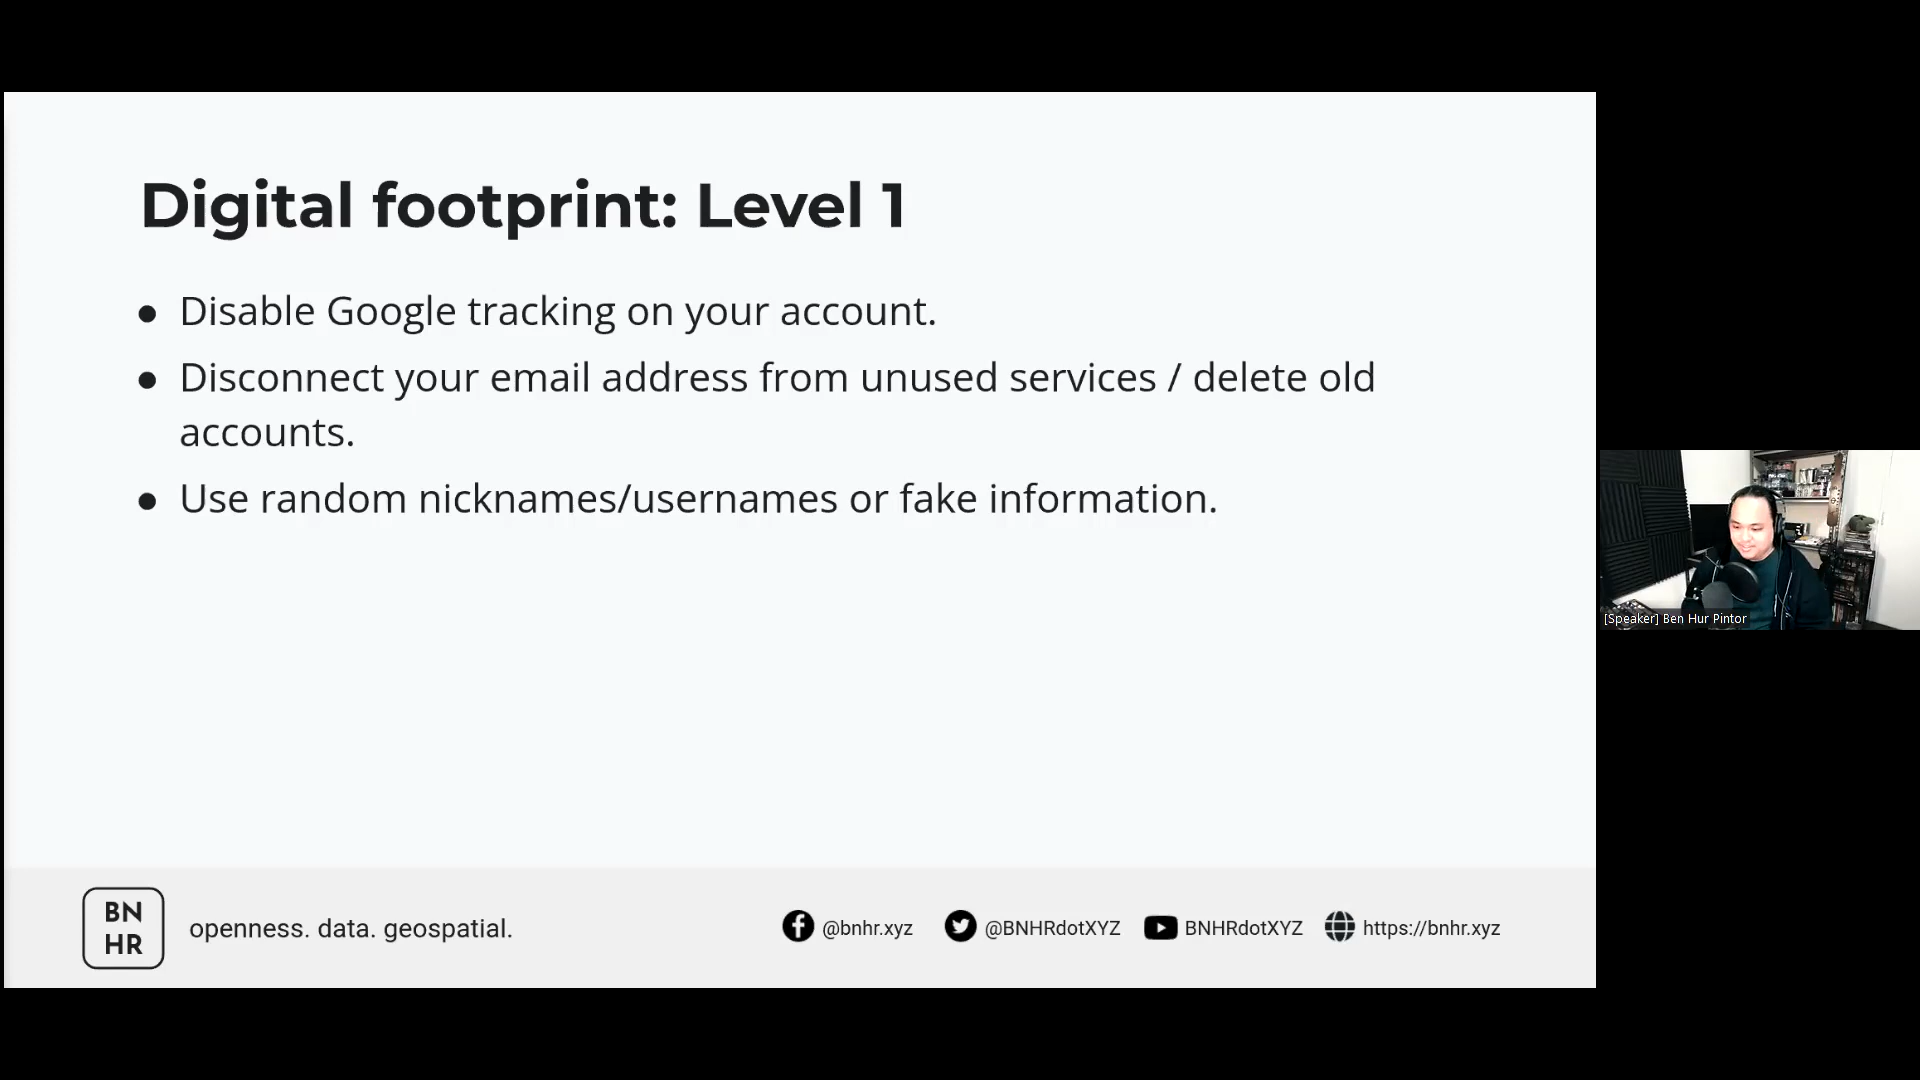 Digital footprint: Level 1
● Disable Google tracking on your account.
● Disconnect your email address from unused services / delete old
accounts.
● Use random nicknames/usernames or fake information.
[Speaker] Ben Hur Pintor
BN
HR
openness. data. geospatial.
@bnhr.xyz
@BNHRdotXYZ
BNHRdotXYZ
https://bnhr.xyz